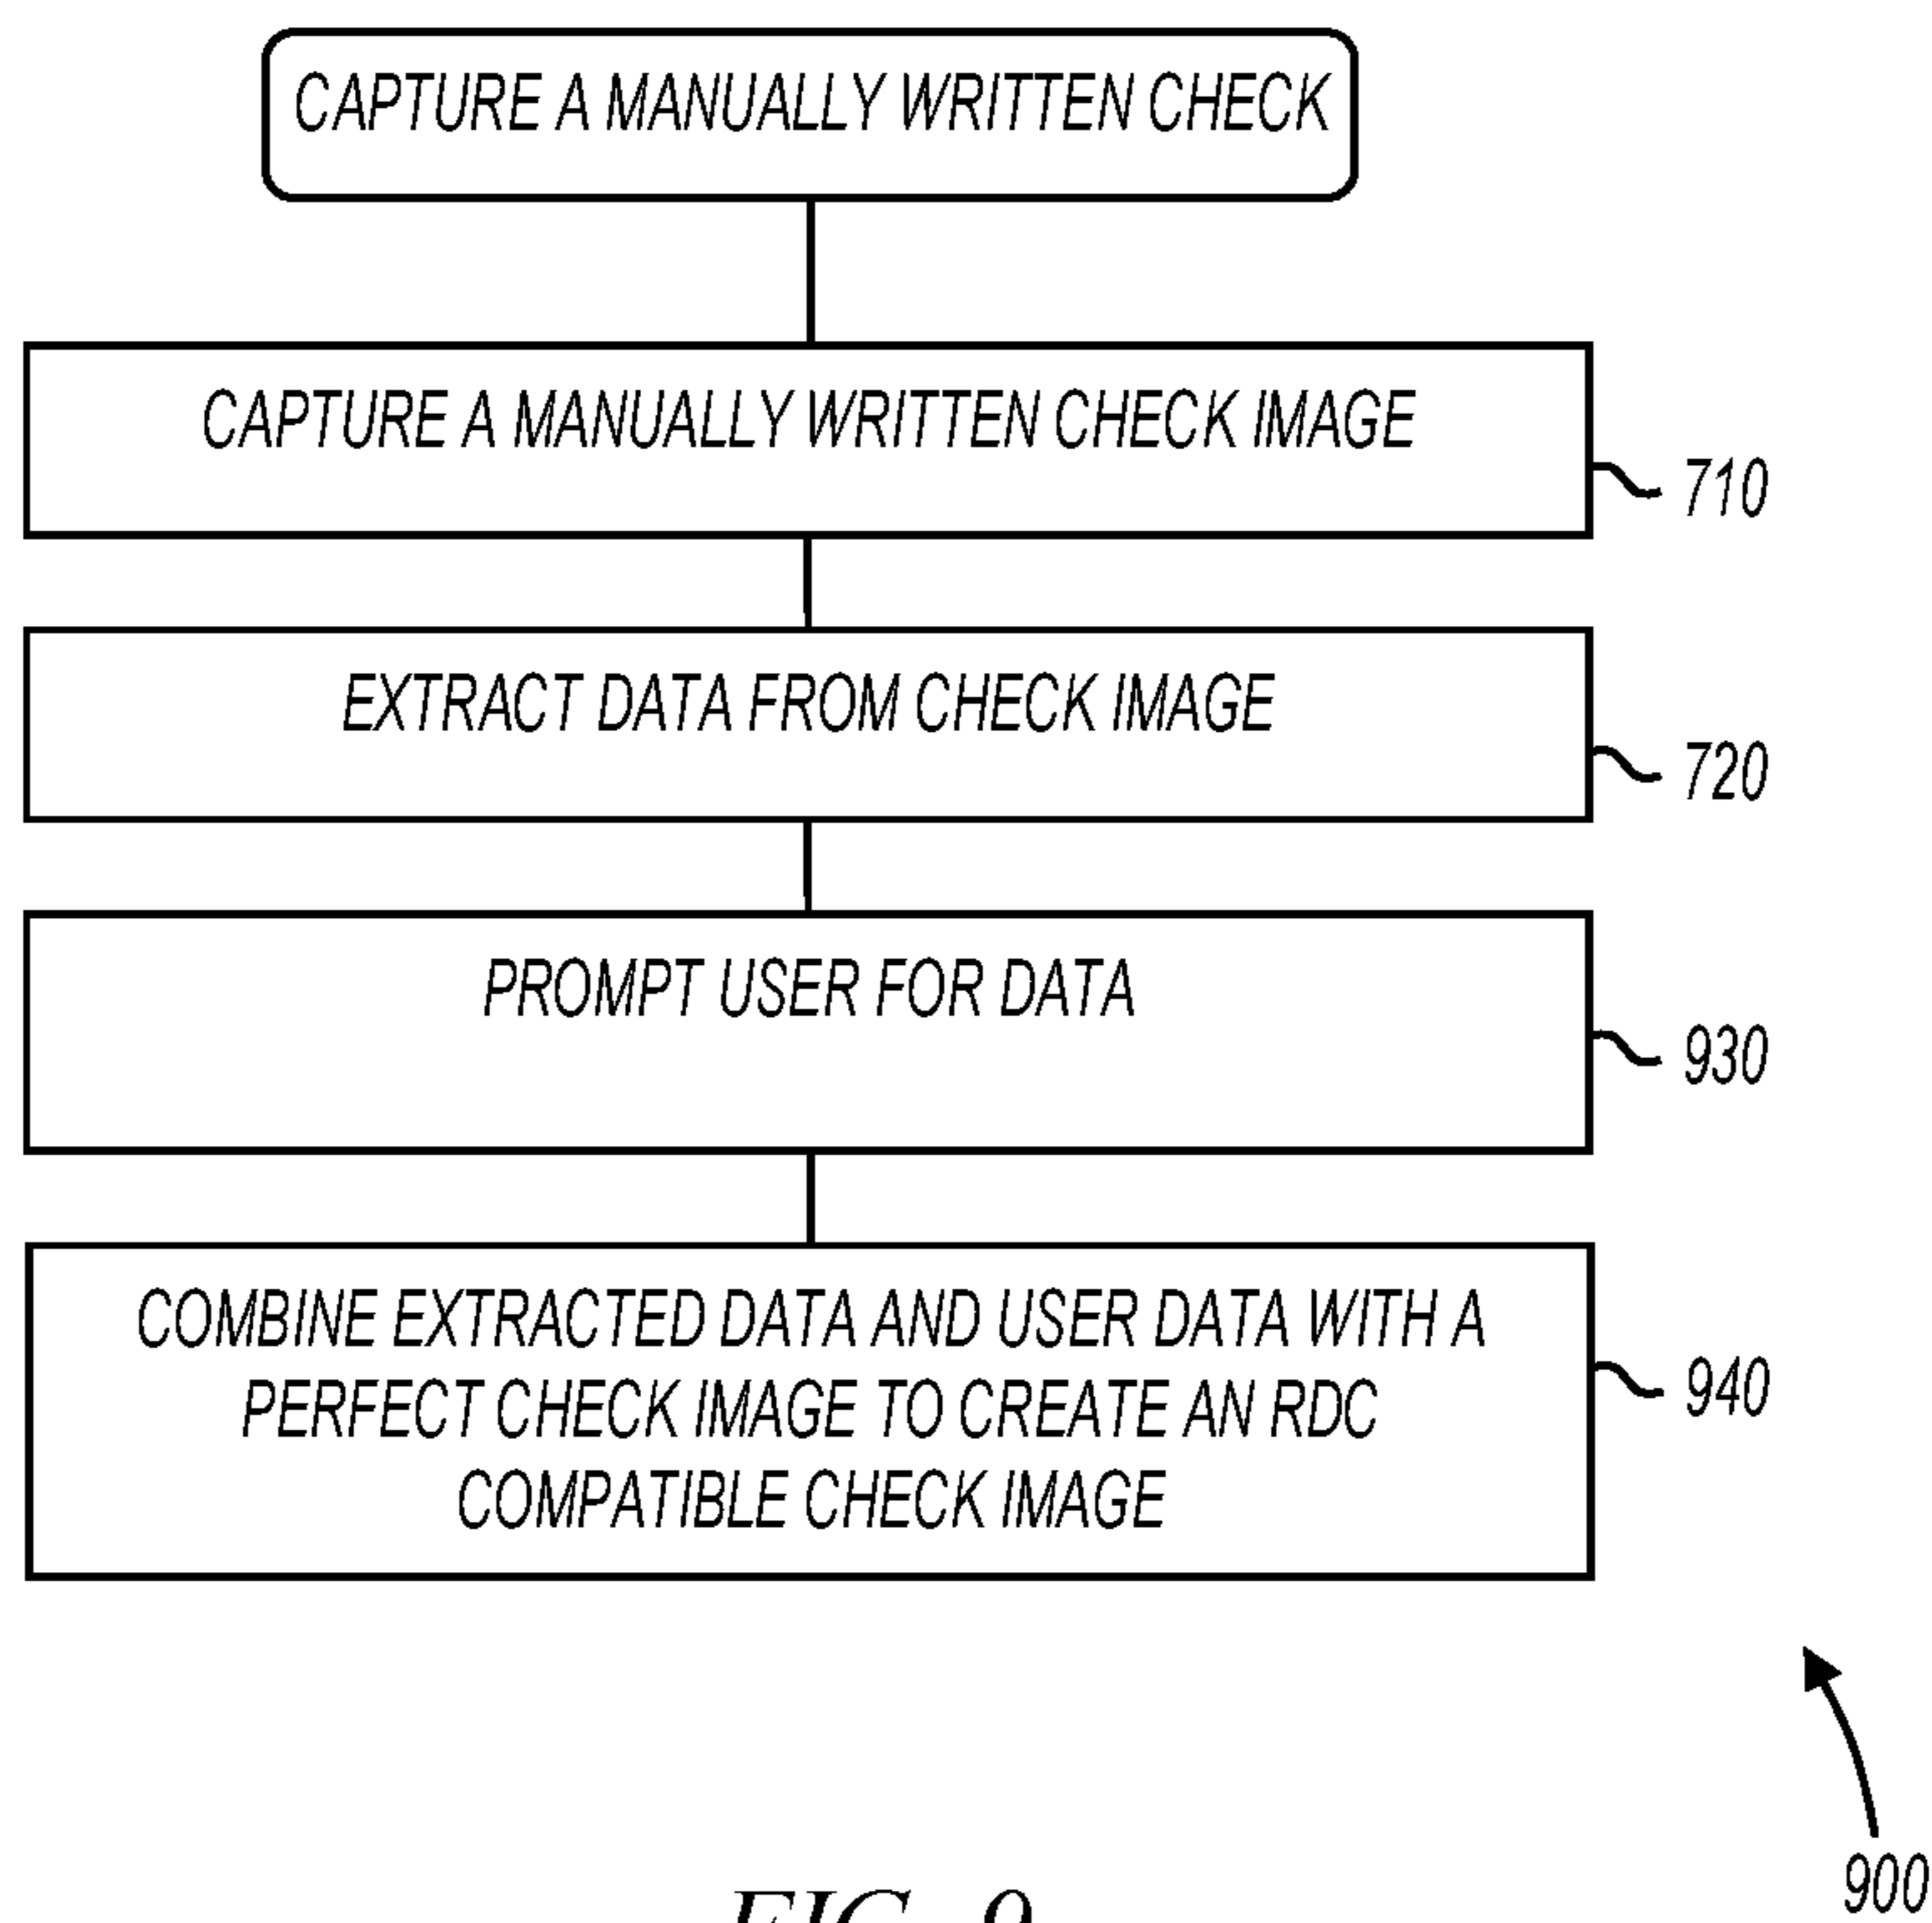 CAPTURE A MANUALLY WRITTEN CHECK
CAPTURE A MANUALLY WRITTEN CHECK IMAGE
710
EXTRACT DATA FROM CHECK IMAGE
720
PROMPT USER FOR DATA
930
COMBINE EXTRACTED DATA AND USER DATA WITH A
PERFECT CHECK IMAGE TO CREATE AN RDC
COMPATIBLE CHECK IMAGE
940
900
FIG. 9